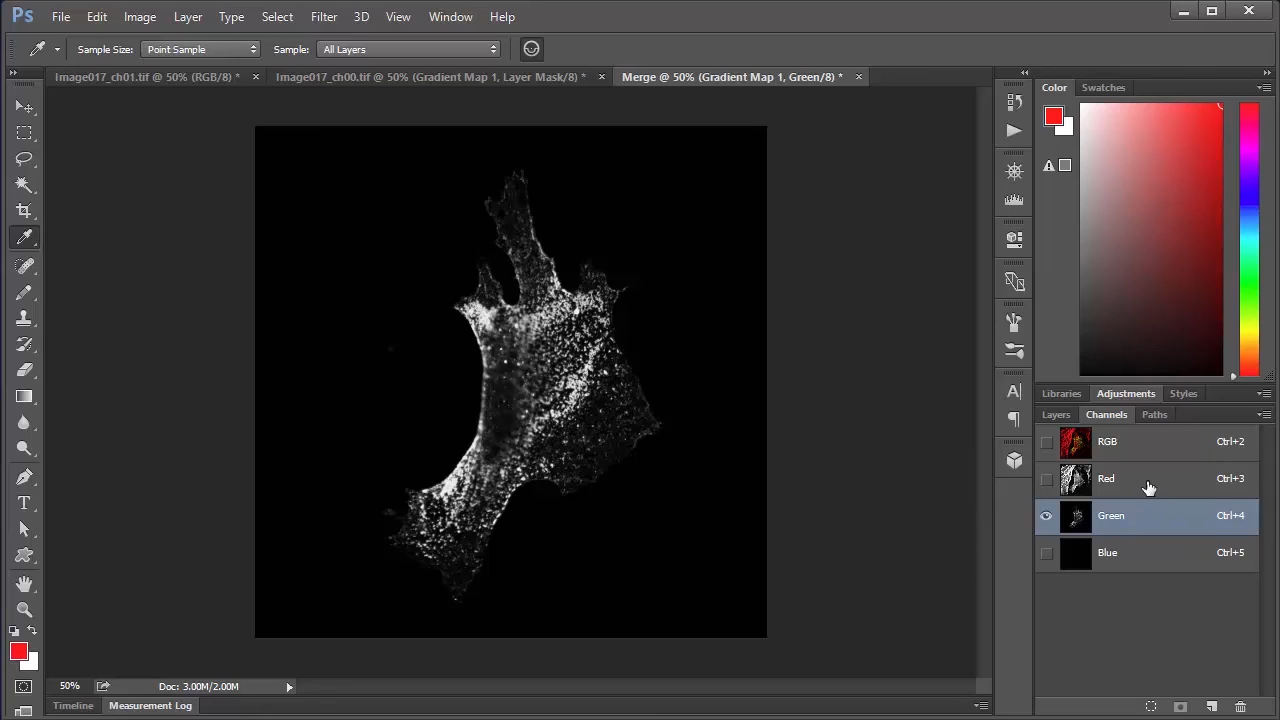 Ps File Edit Image Layer Type Select Filter 3D View Window Help
Sample Size: Point Sample Sample: All Layers
Image017_ch01.tif @ 50% (RGB/8) * × Image017_ch00.tif @ 50% (Gradient Map 1, Layer Mask/8) * × Merge @ 50% (Gradient Map 1, Green/8) * ×
Color Swatches
Libraries Adjustments Styles
Layers Channels Paths
RGB Ctrl+2
Red Ctrl+3
Green Ctrl+4
Blue Ctrl+5
50% Doc: 3.00M/2.00M
Timeline Measurement Log